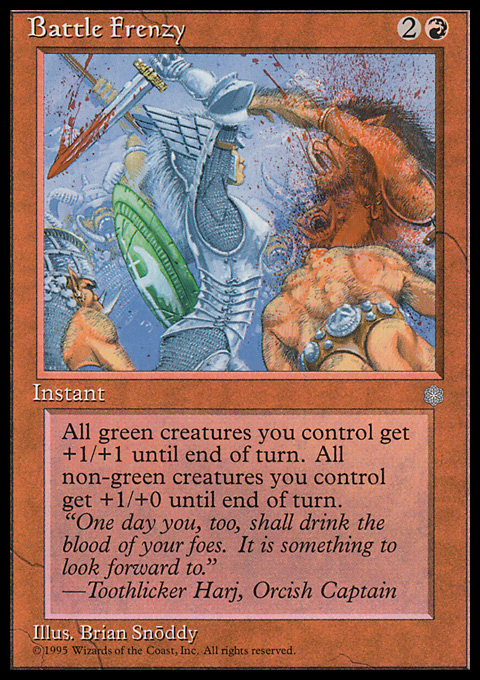 Battle Frenzy
2
Instant
All green creatures you control get
+1/+1 until end of turn. All
non-green creatures you control
get +1/+0 until end of turn.
“One day you, too, shall drink the
blood of your foes. It is something to
look forward to.”
—Toothlicker Harj, Orcish Captain
Illus. Brian Snōddy
©1995 Wizards of the Coast, Inc. All rights reserved.